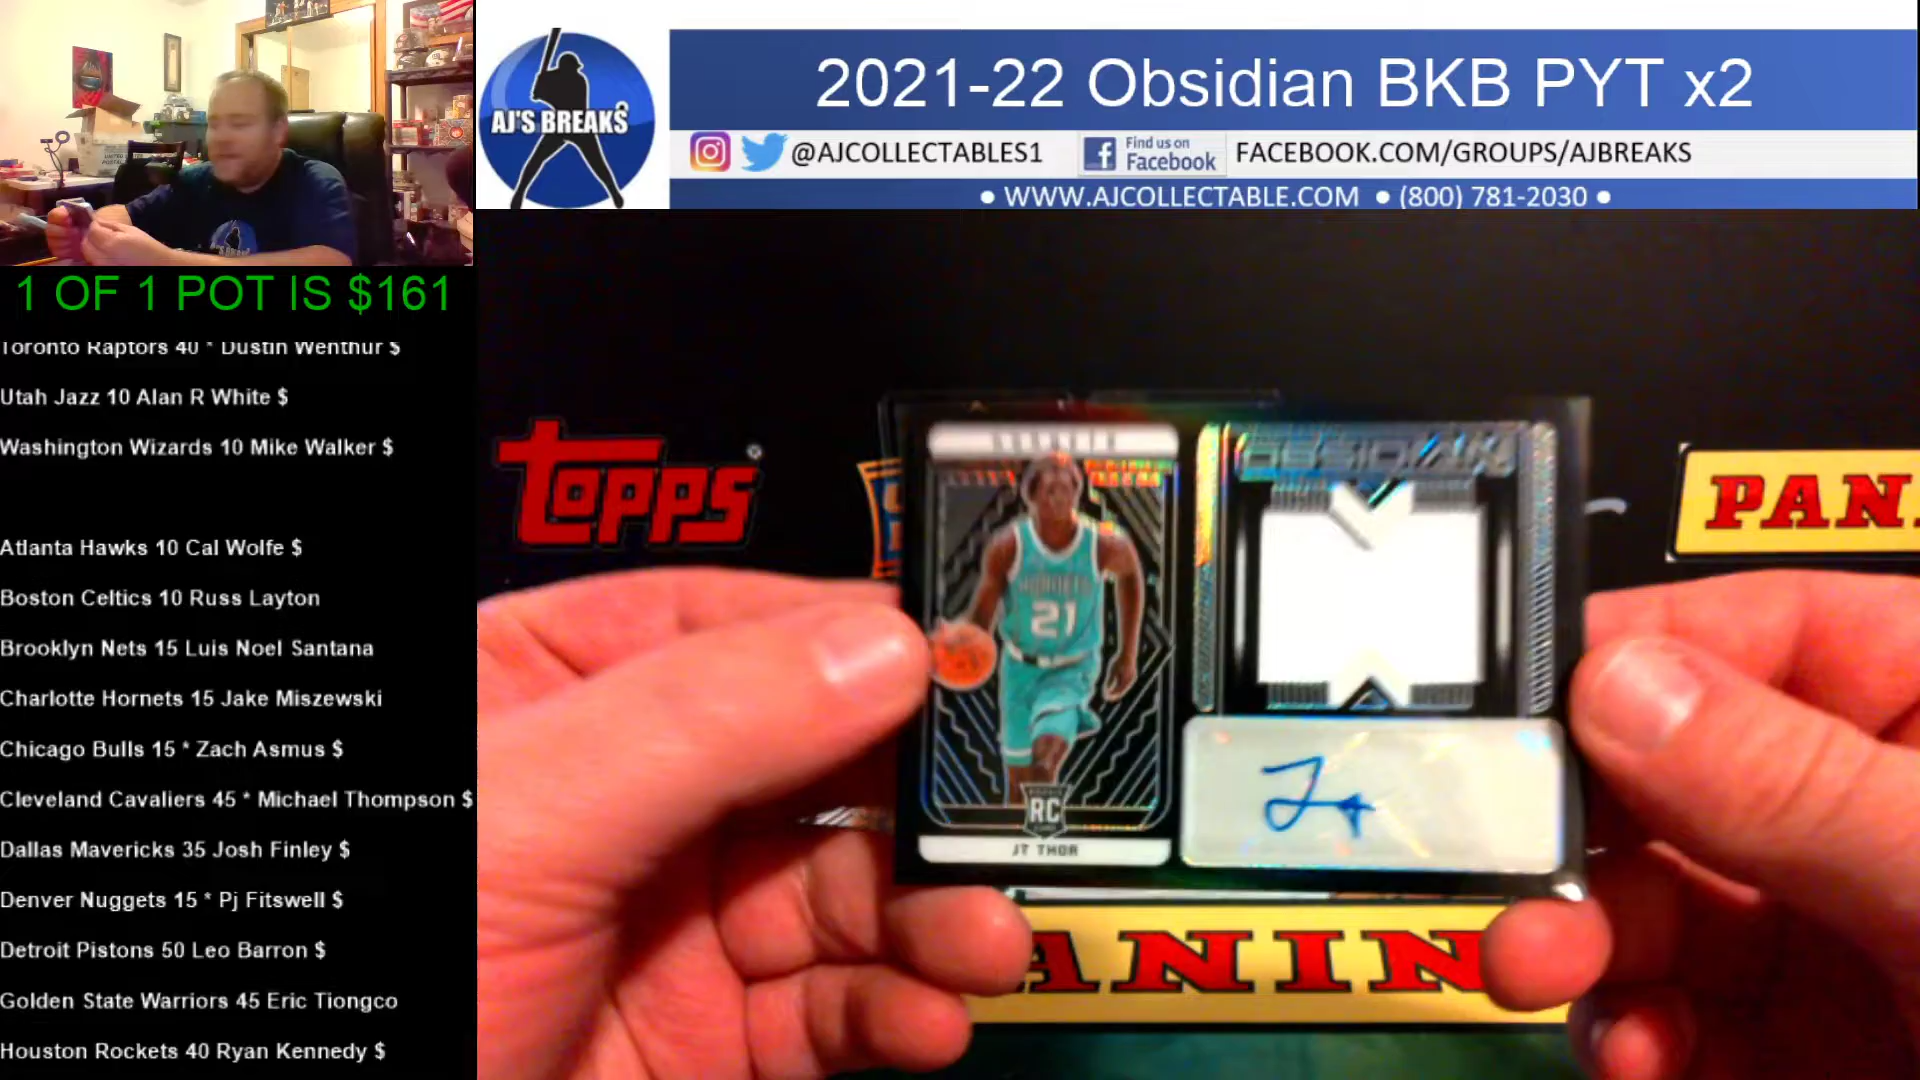 2021-22 Obsidian BKB PYT x2
AJ'S BREAKS
@AJCOLLECTABLES1
Find us on
Facebook
FACEBOOK.COM/GROUPS/AJBREAKS
• WWW.AJCOLLECTABLE.COM • (800) 781-2030 •
1 OF 1 POT IS $161
Toronto Raptors 40 * Dustin Wenthur $
Utah Jazz 10 Alan R White $
Washington Wizards 10 Mike Walker $
Atlanta Hawks 10 Cal Wolfe $
Boston Celtics 10 Russ Layton
Brooklyn Nets 15 Luis Noel Santana
Charlotte Hornets 15 Jake Miszewski
Chicago Bulls 15 * Zach Asmus $
Cleveland Cavaliers 45 * Michael Thompson $
Dallas Mavericks 35 Josh Finley $
Denver Nuggets 15 * Pj Fitswell $
Detroit Pistons 50 Leo Barron $
Golden State Warriors 45 Eric Tiongco
Houston Rockets 40 Ryan Kennedy $
TOPPS
PANI
OBSIDIAN
HORNETS
21
RC
JT THOR
PANINI